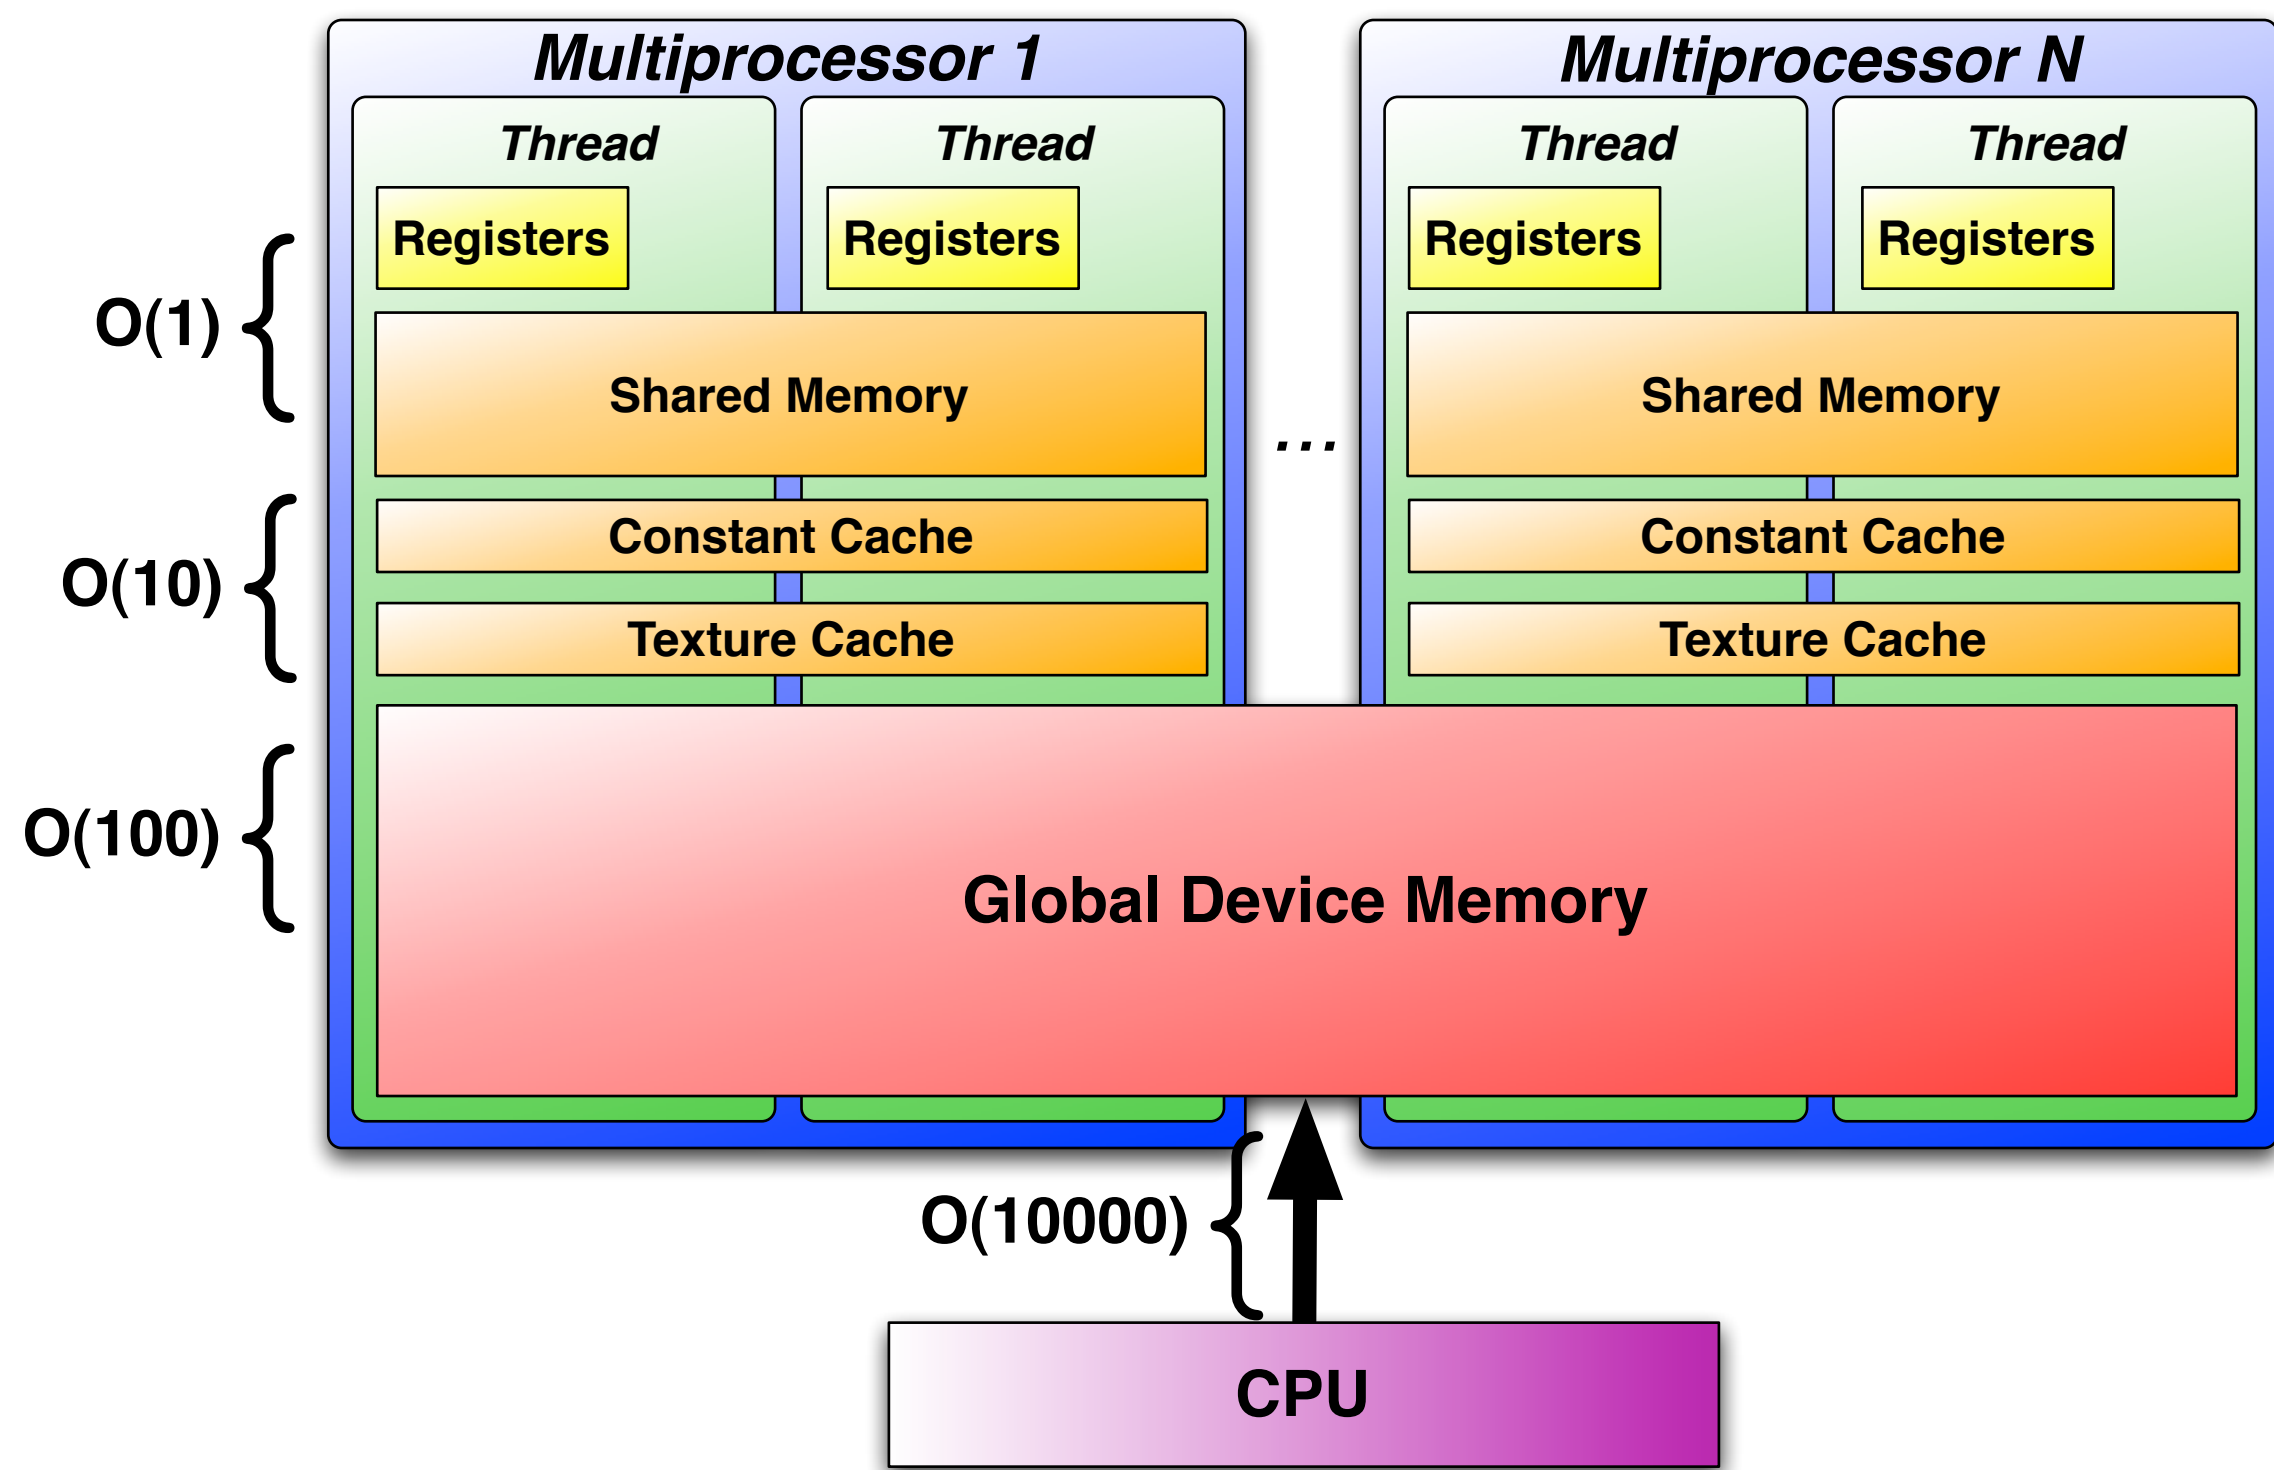 Multiprocessor 1
Multiprocessor N
Thread
Thread
Thread
Thread
Registers
Registers
Registers
Registers
O(1)
Shared Memory
Shared Memory
...
Constant Cache
Constant Cache
O(10)
Texture Cache
Texture Cache
O(100)
Global Device Memory
O(10000)
CPU